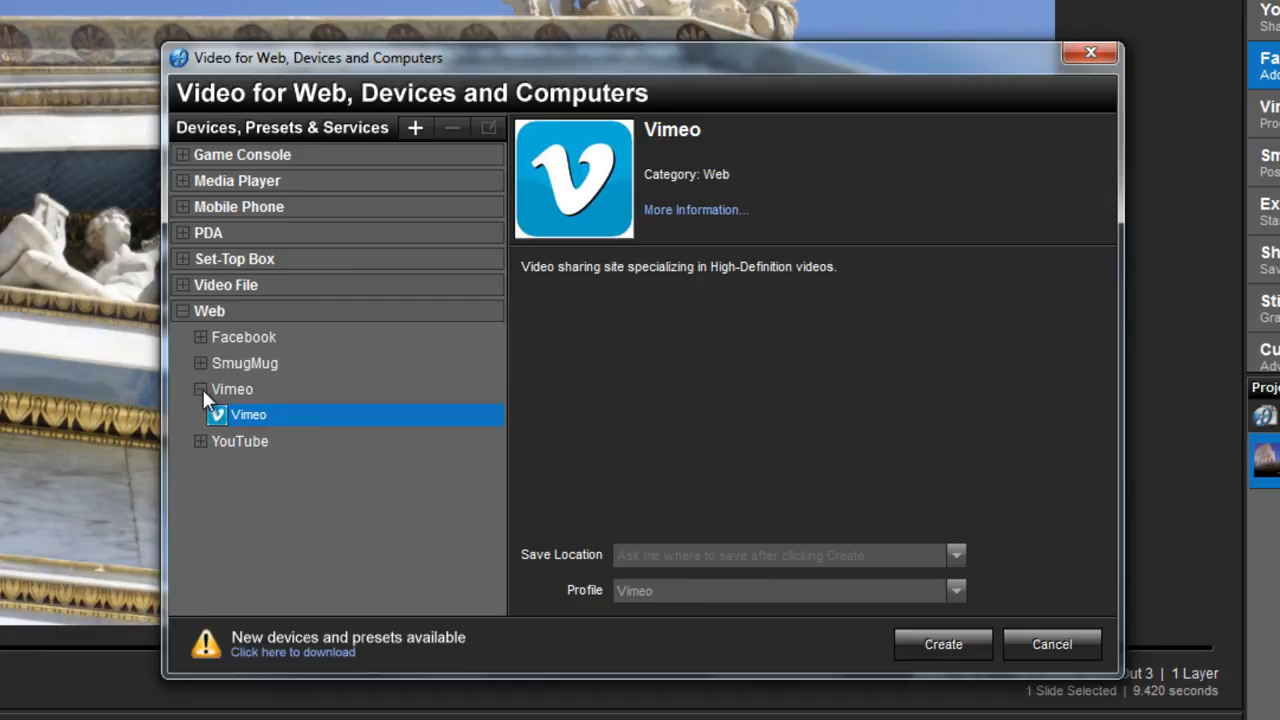 Video for Web, Devices and Computers
Video for Web, Devices and Computers
Devices, Presets & Services
Game Console
Media Player
Mobile Phone
PDA
Set-Top Box
Video File
Web
Facebook
SmugMug
Vimeo
Vimeo
YouTube
Vimeo
Category: Web
More Information...
Video sharing site specializing in High-Definition videos.
Save Location
Ask me where to save after clicking Create
Profile
Vimeo
New devices and presets available
Click here to download
Create
Cancel
Out 3 | 1 Layer
1 Slide Selected | 9.420 seconds